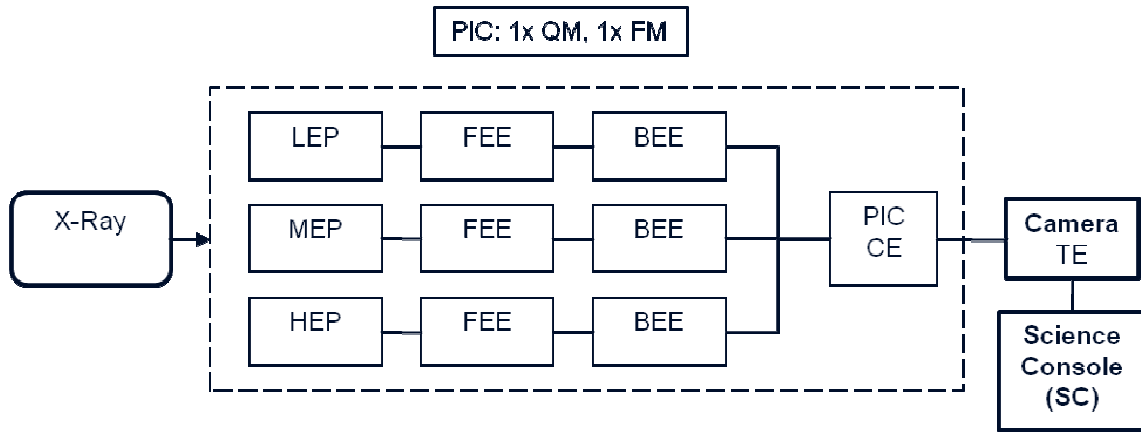 PIC: 1x QM, 1x FM
LEP
FEE
BEE
X-Ray
MEP
FEE
BEE
PIC
CE
Camera
TE
HEP
FEE
BEE
Science
Console
(SC)